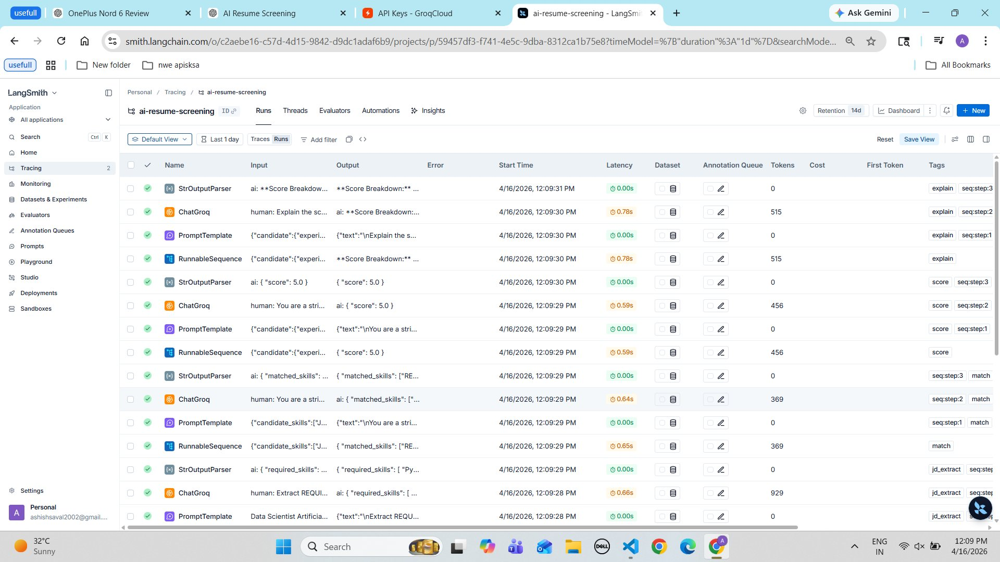 usefull
OnePlus Nord 6 Review
AI Resume Screening
API Keys - GroqCloud
ai-resume-screening - LangSmi
Ask Gemini
smith.langchain.com/o/c2aebe16-c57d-4d15-9842-d9dc1adaf6b9/projects/p/59457df3-f741-4e5c-9dba-8312ca1b75e8?timeModel=%7B"duration"%3A"1d"%7D&searchMode...
A
usefull
New folder
nwe apisksa
All Bookmarks
LangSmith
Application
All applications
Search Ctrl K
Home
Tracing 2
Monitoring
Datasets & Experiments
Evaluators
Annotation Queues
Prompts
Playground
Studio
Deployments
Sandboxes
Settings
A
Personal
ashishsaval2002@gmail....
Personal / Tracing / ai-resume-screening
ai-resume-screening ID Runs Threads Evaluators Automations Insights Retention 14d Dashboard + New
Default View Last 1 day Traces Runs Add filter Reset Save View
Name Input Output Error Start Time Latency Dataset Annotation Queue Tokens Cost First Token Tags
StrOutputParser ai: **Score Breakdow... **Score Breakdown:** ... 4/16/2026, 12:09:31 PM 0.00s 0 explain seq:step:3
ChatGroq human: Explain the sc... ai: **Score Breakdown:... 4/16/2026, 12:09:30 PM 0.78s 515 explain seq:step:2
PromptTemplate {"candidate":{"experi... {"text":"\nExplain the s... 4/16/2026, 12:09:30 PM 0.00s 0 explain seq:step:1
RunnableSequence {"candidate":{"experi... **Score Breakdown:** ... 4/16/2026, 12:09:30 PM 0.78s 515 explain
StrOutputParser ai: { "score": 5.0 } { "score": 5.0 } 4/16/2026, 12:09:30 PM 0.00s 0 score seq:step:3
ChatGroq human: You are a stri... ai: { "score": 5.0 } 4/16/2026, 12:09:29 PM 0.59s 456 score seq:step:2
PromptTemplate {"candidate":{"experi... {"text":"\nYou are a stri... 4/16/2026, 12:09:29 PM 0.00s 0 score seq:step:1
RunnableSequence {"candidate":{"experi... { "score": 5.0 } 4/16/2026, 12:09:29 PM 0.59s 456 score
StrOutputParser ai: { "matched_skills": ... { "matched_skills": ["RE... 4/16/2026, 12:09:29 PM 0.00s 0 seq:step:3 match
ChatGroq human: You are a stri... ai: { "matched_skills": ["... 4/16/2026, 12:09:29 PM 0.64s 369 seq:step:2 match
PromptTemplate {"candidate_skills":["J... {"text":"\nYou are a stri... 4/16/2026, 12:09:29 PM 0.00s 0 seq:step:1 match
RunnableSequence {"candidate_skills":["J... { "matched_skills": ["RE... 4/16/2026, 12:09:29 PM 0.65s 369 match
StrOutputParser ai: { "required_skills": ... { "required_skills": [ "Py... 4/16/2026, 12:09:29 PM 0.00s 0 jd_extract seq:step
ChatGroq human: Extract REQUI... ai: { "required_skills": [ ... 4/16/2026, 12:09:28 PM 0.66s 929 jd_extract seq:step
PromptTemplate Data Scientist Artificia... {"text":"\nExtract REQU... 4/16/2026, 12:09:28 PM 0.00s 0 jd_extract
32°C
Sunny
Search
DELL
A
ENG
IN
12:09 PM
4/16/2026